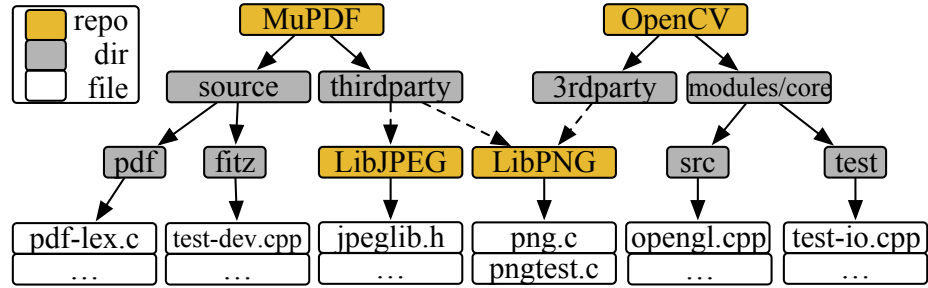 repo
dir
file
MuPDF
OpenCV
source
thirdparty
3rdparty
modules/core
pdf
fitz
LibJPEG
LibPNG
src
test
pdf-lex.c
test-dev.cpp
jpeglib.h
png.c
opengl.cpp
test-io.cpp
...
...
...
pngtest.c
...
...